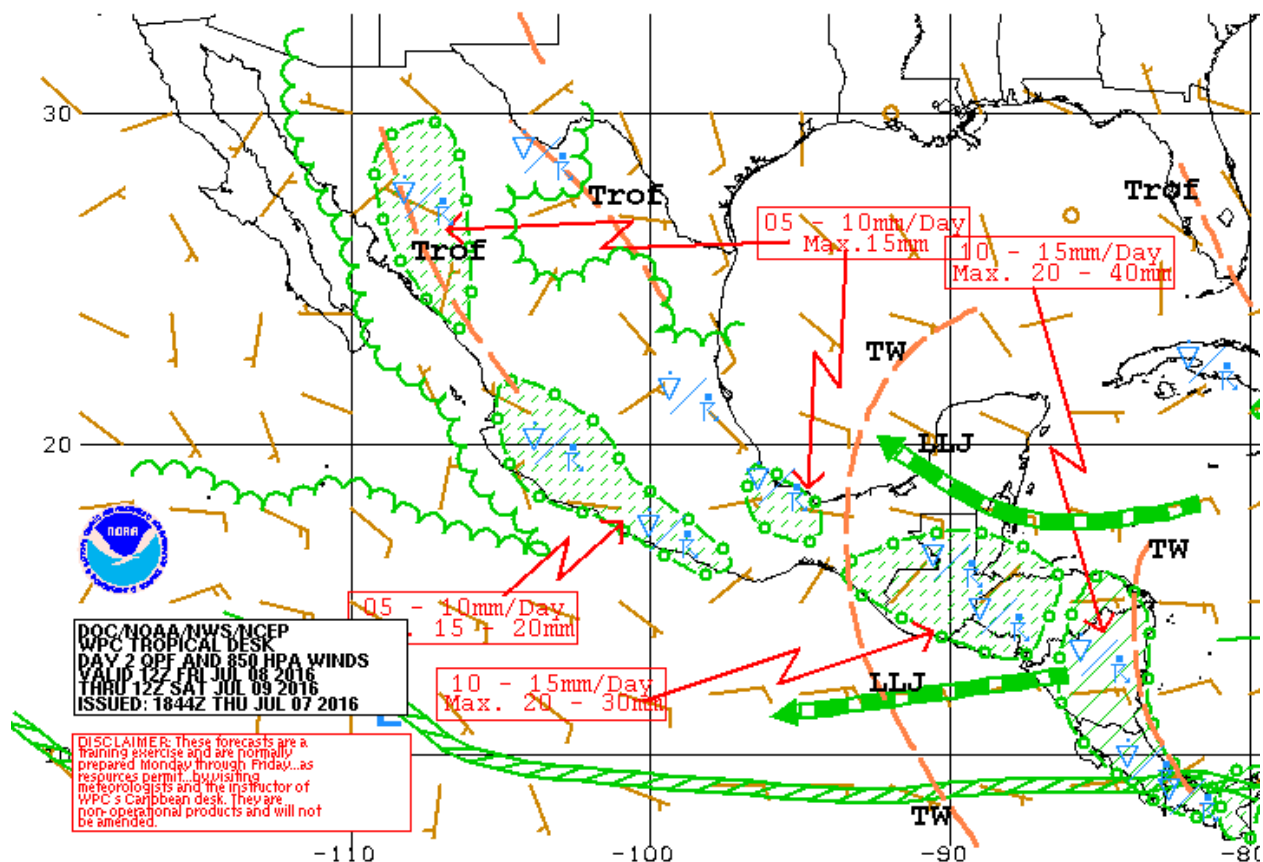 30
Trof
Trof
Trof
05 - 10mm/Day
Max.15mm
10 - 15mm/Day
Max. 20 - 40mm
TW
20
LLJ
NOAA
TW
05 - 10mm/Day
. 15 - 20mm
DOC/NOAA/NWS/NCEP
WPC TROPICAL DESK
DAY 2 QPF AND 850 HPA WINDS
VALID 12Z FRI JUL 08 2016
THRU 12Z SAT JUL 09 2016
ISSUED: 1844Z THU JUL 07 2016
10 - 15mm/Day
Max. 20 - 30mm
LLJ
DISCLAIMER: These forecasts are a
training exercise and are normally
prepared Monday through Friday...as
resources permit...by visiting
meteorologists and the instructor of
WPC s Caribbean desk. They are
non-operational products and will not
be amended.
TW
-110
-100
-90
-80